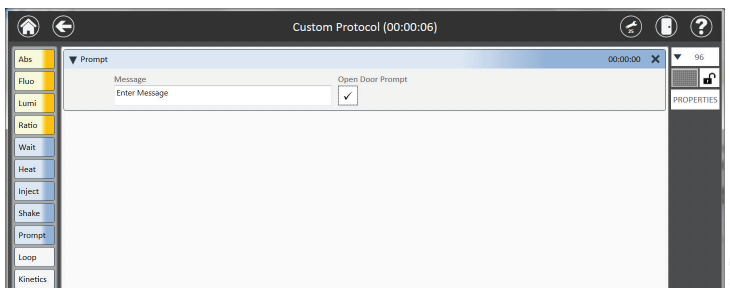 Custom Protocol (00:00:06)
25
?
Abs
Fluo
Lumi
Ratio
Wait
Heat
Inject
Shake
Prompt
Loop
Kinetics
Prompt
00:00:00
Message
Open Door Prompt
Enter Message
96
PROPERTIES